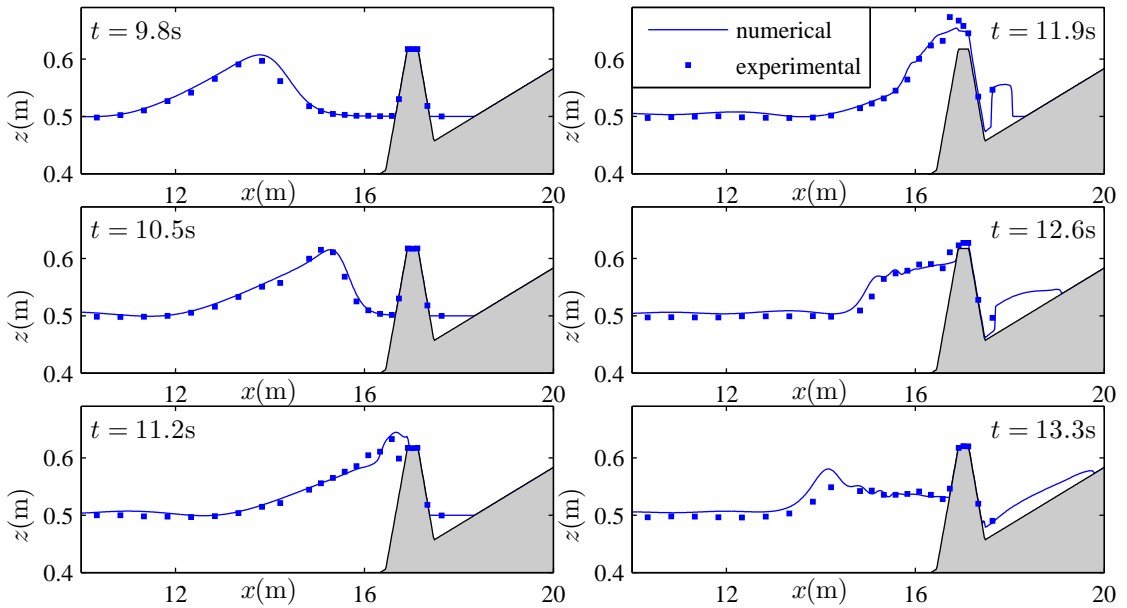 t = 9.8s
z(m)
0.6
0.5
0.4
12
x(m)
16
20
numerical
experimental
t = 11.9s
z(m)
0.6
0.5
0.4
12
x(m)
16
20
t = 10.5s
z(m)
0.6
0.5
0.4
12
x(m)
16
20
t = 12.6s
z(m)
0.6
0.5
0.4
12
x(m)
16
20
t = 11.2s
z(m)
0.6
0.5
0.4
12
x(m)
16
20
t = 13.3s
z(m)
0.6
0.5
0.4
12
x(m)
16
20